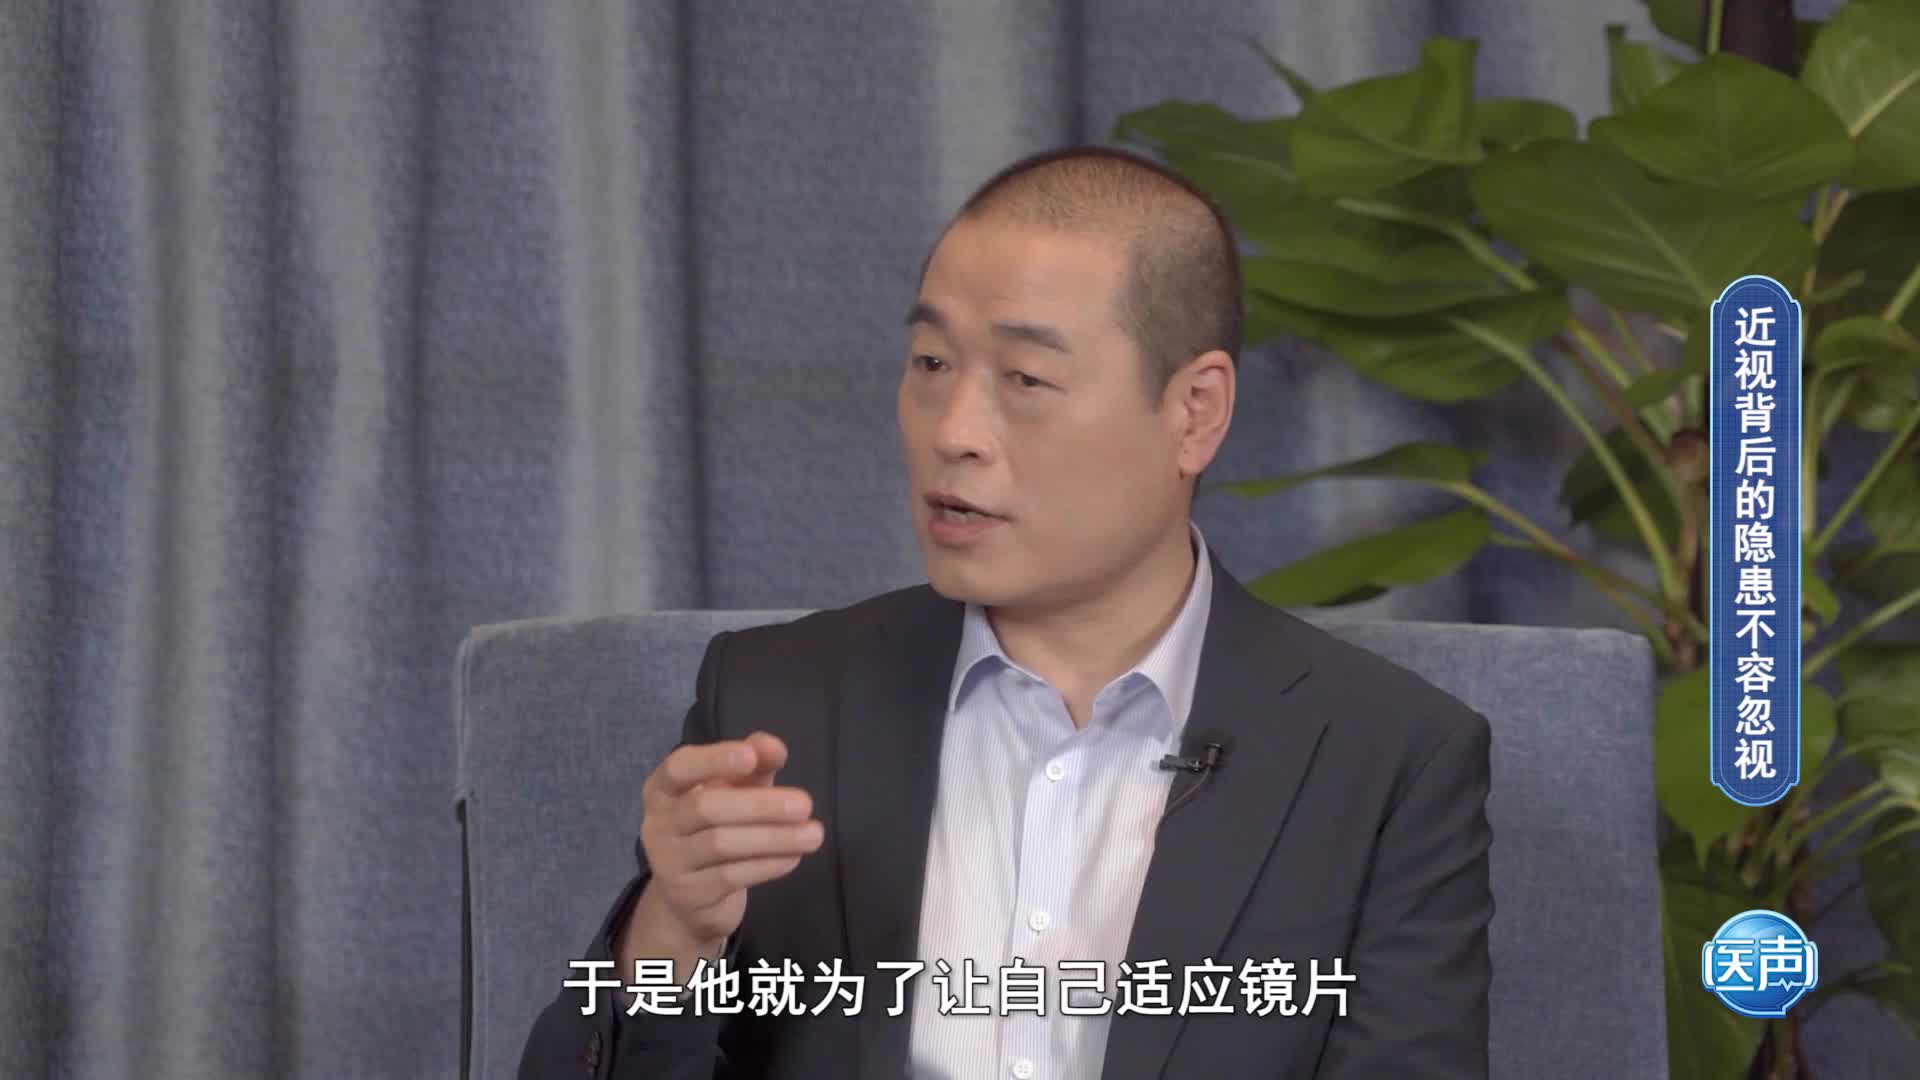 近视背后的隐患不容忽视
医声
于是他就为了让自己适应镜片